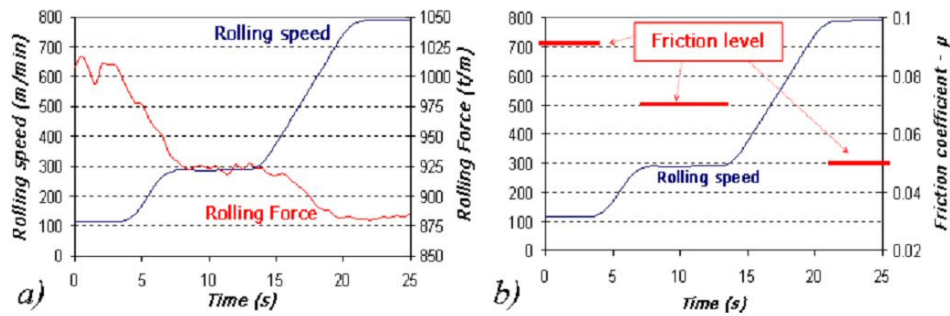 Rolling speed (m/min)
800
700
600
500
400
300
200
100
0
Rolling speed
Rolling Force
1050
1025
1000
975
950
925
900
875
850
Rolling Force (t/m)
0 5 10 15 20 25
Time (s)
a)
800
700
600
500
400
300
200
100
0
Friction level
Rolling speed
0.1
0.08
0.06
0.04
0.02
Friction coefficient - μ
0 5 10 15 20 25
Time (s)
b)